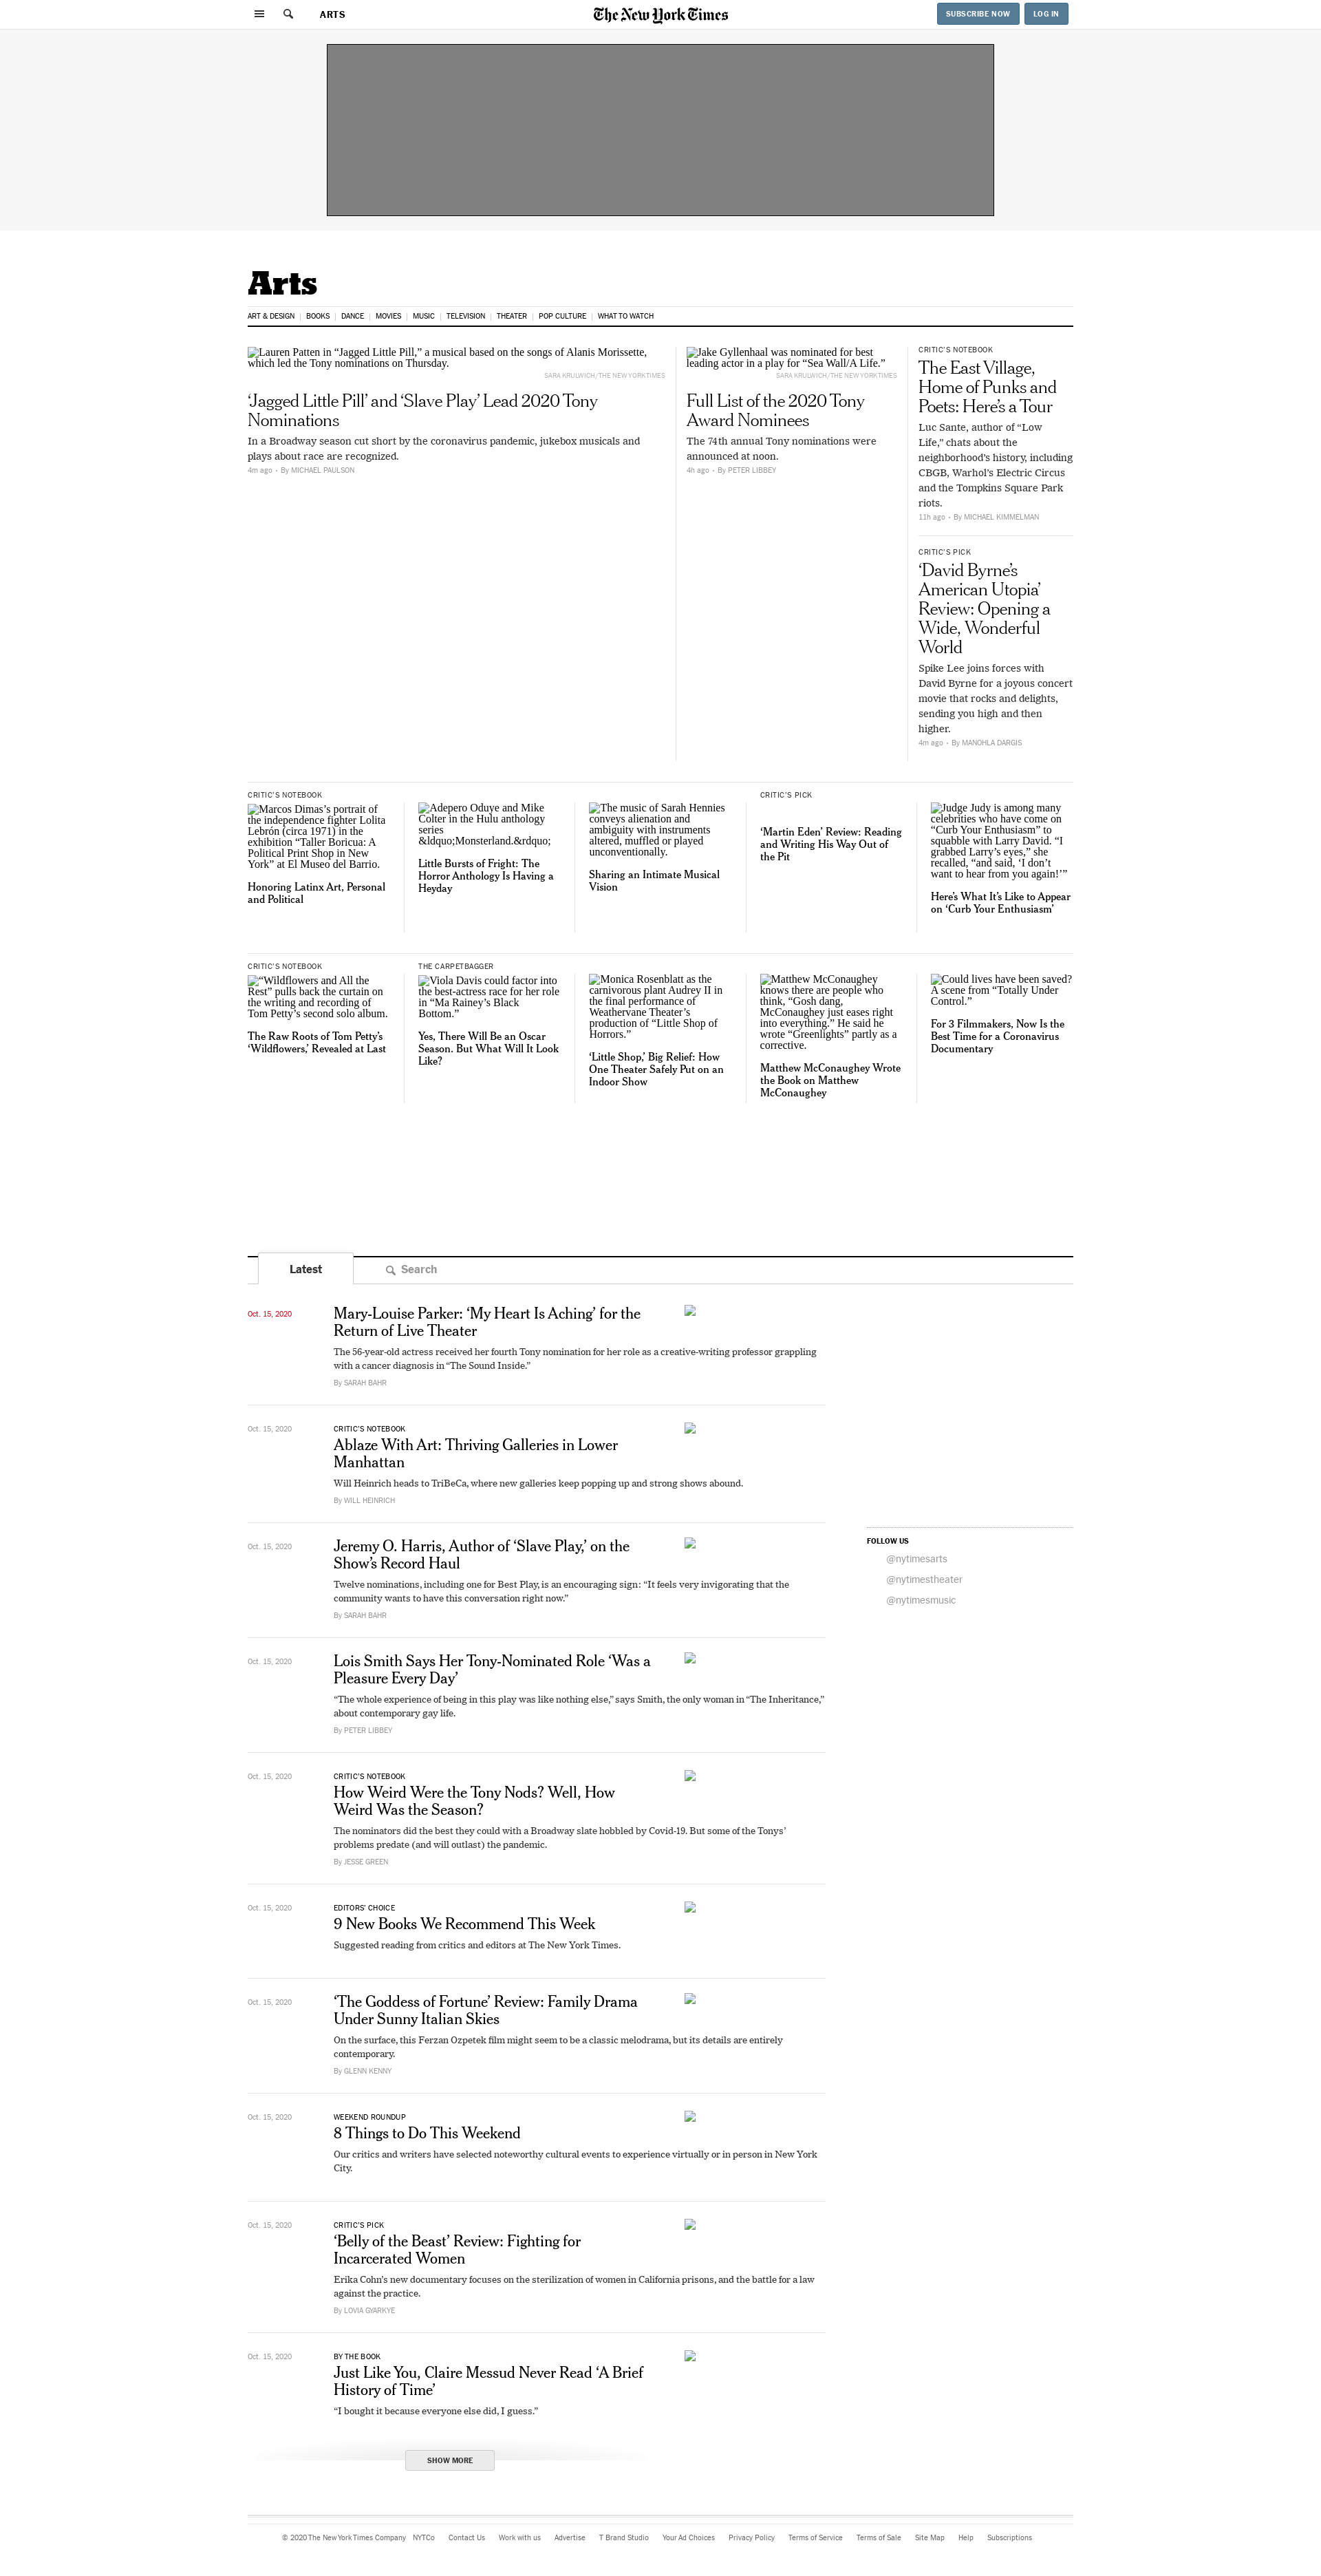 ARTS
The New York Times
SUBSCRIBE NOW
LOG IN
Arts
ART & DESIGN
BOOKS
DANCE
MOVIES
MUSIC
TELEVISION
THEATER
POP CULTURE
WHAT TO WATCH
Lauren Patten in “Jagged Little Pill,” a musical based on the songs of Alanis Morissette,
which led the Tony nominations on Thursday.
SARA KRULWICH/THE NEW YORK TIMES
‘Jagged Little Pill’ and ‘Slave Play’ Lead 2020 Tony
Nominations
In a Broadway season cut short by the coronavirus pandemic, jukebox musicals and
plays about race are recognized.
4m ago • By MICHAEL PAULSON
Jake Gyllenhaal was nominated for best
leading actor in a play for “Sea Wall/A Life.”
SARA KRULWICH/THE NEW YORK TIMES
Full List of the 2020 Tony
Award Nominees
The 74th annual Tony nominations were
announced at noon.
4h ago • By PETER LIBBEY
CRITIC’S NOTEBOOK
The East Village,
Home of Punks and
Poets: Here’s a Tour
Luc Sante, author of “Low
Life,” chats about the
neighborhood’s history, including
CBGB, Warhol’s Electric Circus
and the Tompkins Square Park
riots.
11h ago • By MICHAEL KIMMELMAN
CRITIC’S PICK
‘David Byrne’s
American Utopia’
Review: Opening a
Wide, Wonderful
World
Spike Lee joins forces with
David Byrne for a joyous concert
movie that rocks and delights,
sending you high and then
higher.
4m ago • By MANOHLA DARGIS
CRITIC’S NOTEBOOK
Marcos Dimas’s portrait of
the independence fighter Lolita
Lebrón (circa 1971) in the
exhibition “Taller Boricua: A
Political Print Shop in New
York” at El Museo del Barrio.
Honoring Latinx Art, Personal
and Political
Adepero Oduye and Mike
Colter in the Hulu anthology
series
&ldquo;Monsterland.&rdquo;
Little Bursts of Fright: The
Horror Anthology Is Having a
Heyday
The music of Sarah Hennies
conveys alienation and
ambiguity with instruments
altered, muffled or played
unconventionally.
Sharing an Intimate Musical
Vision
CRITIC’S PICK
‘Martin Eden’ Review: Reading
and Writing His Way Out of
the Pit
Judge Judy is among many
celebrities who have come on
“Curb Your Enthusiasm” to
squabble with Larry David. “I
grabbed Larry’s eyes,” she
recalled, “and said, ‘I don’t
want to hear from you again!’”
Here’s What It’s Like to Appear
on ‘Curb Your Enthusiasm’
CRITIC’S NOTEBOOK
“Wildflowers and All the
Rest” pulls back the curtain on
the writing and recording of
Tom Petty’s second solo album.
The Raw Roots of Tom Petty’s
‘Wildflowers,’ Revealed at Last
THE CARPETBAGGER
Viola Davis could factor into
the best-actress race for her role
in “Ma Rainey’s Black
Bottom.”
Yes, There Will Be an Oscar
Season. But What Will It Look
Like?
Monica Rosenblatt as the
carnivorous plant Audrey II in
the final performance of
Weathervane Theater’s
production of “Little Shop of
Horrors.”
‘Little Shop,’ Big Relief: How
One Theater Safely Put on an
Indoor Show
Matthew McConaughey
knows there are people who
think, “Gosh dang,
McConaughey just eases right
into everything.” He said he
wrote “Greenlights” partly as a
corrective.
Matthew McConaughey Wrote
the Book on Matthew
McConaughey
Could lives have been saved?
A scene from “Totally Under
Control.”
For 3 Filmmakers, Now Is the
Best Time for a Coronavirus
Documentary
Latest
Search
Oct. 15, 2020
Mary-Louise Parker: ‘My Heart Is Aching’ for the
Return of Live Theater
The 56-year-old actress received her fourth Tony nomination for her role as a creative-writing professor grappling
with a cancer diagnosis in “The Sound Inside.”
By SARAH BAHR
Oct. 15, 2020
CRITIC’S NOTEBOOK
Ablaze With Art: Thriving Galleries in Lower
Manhattan
Will Heinrich heads to TriBeCa, where new galleries keep popping up and strong shows abound.
By WILL HEINRICH
Oct. 15, 2020
Jeremy O. Harris, Author of ‘Slave Play,’ on the
Show’s Record Haul
Twelve nominations, including one for Best Play, is an encouraging sign: “It feels very invigorating that the
community wants to have this conversation right now.”
By SARAH BAHR
FOLLOW US
@nytimesarts
@nytimestheater
@nytimesmusic
Oct. 15, 2020
Lois Smith Says Her Tony-Nominated Role ‘Was a
Pleasure Every Day’
“The whole experience of being in this play was like nothing else,” says Smith, the only woman in “The Inheritance,”
about contemporary gay life.
By PETER LIBBEY
Oct. 15, 2020
CRITIC’S NOTEBOOK
How Weird Were the Tony Nods? Well, How
Weird Was the Season?
The nominators did the best they could with a Broadway slate hobbled by Covid-19. But some of the Tonys’
problems predate (and will outlast) the pandemic.
By JESSE GREEN
Oct. 15, 2020
EDITORS’ CHOICE
9 New Books We Recommend This Week
Suggested reading from critics and editors at The New York Times.
Oct. 15, 2020
‘The Goddess of Fortune’ Review: Family Drama
Under Sunny Italian Skies
On the surface, this Ferzan Ozpetek film might seem to be a classic melodrama, but its details are entirely
contemporary.
By GLENN KENNY
Oct. 15, 2020
WEEKEND ROUNDUP
8 Things to Do This Weekend
Our critics and writers have selected noteworthy cultural events to experience virtually or in person in New York
City.
Oct. 15, 2020
CRITIC’S PICK
‘Belly of the Beast’ Review: Fighting for
Incarcerated Women
Erika Cohn’s new documentary focuses on the sterilization of women in California prisons, and the battle for a law
against the practice.
By LOVIA GYARKYE
Oct. 15, 2020
BY THE BOOK
Just Like You, Claire Messud Never Read ‘A Brief
History of Time’
“I bought it because everyone else did, I guess.”
SHOW MORE
© 2020 The New York Times Company NYTCo Contact Us Work with us Advertise T Brand Studio Your Ad Choices Privacy Policy Terms of Service Terms of Sale Site Map Help Subscriptions